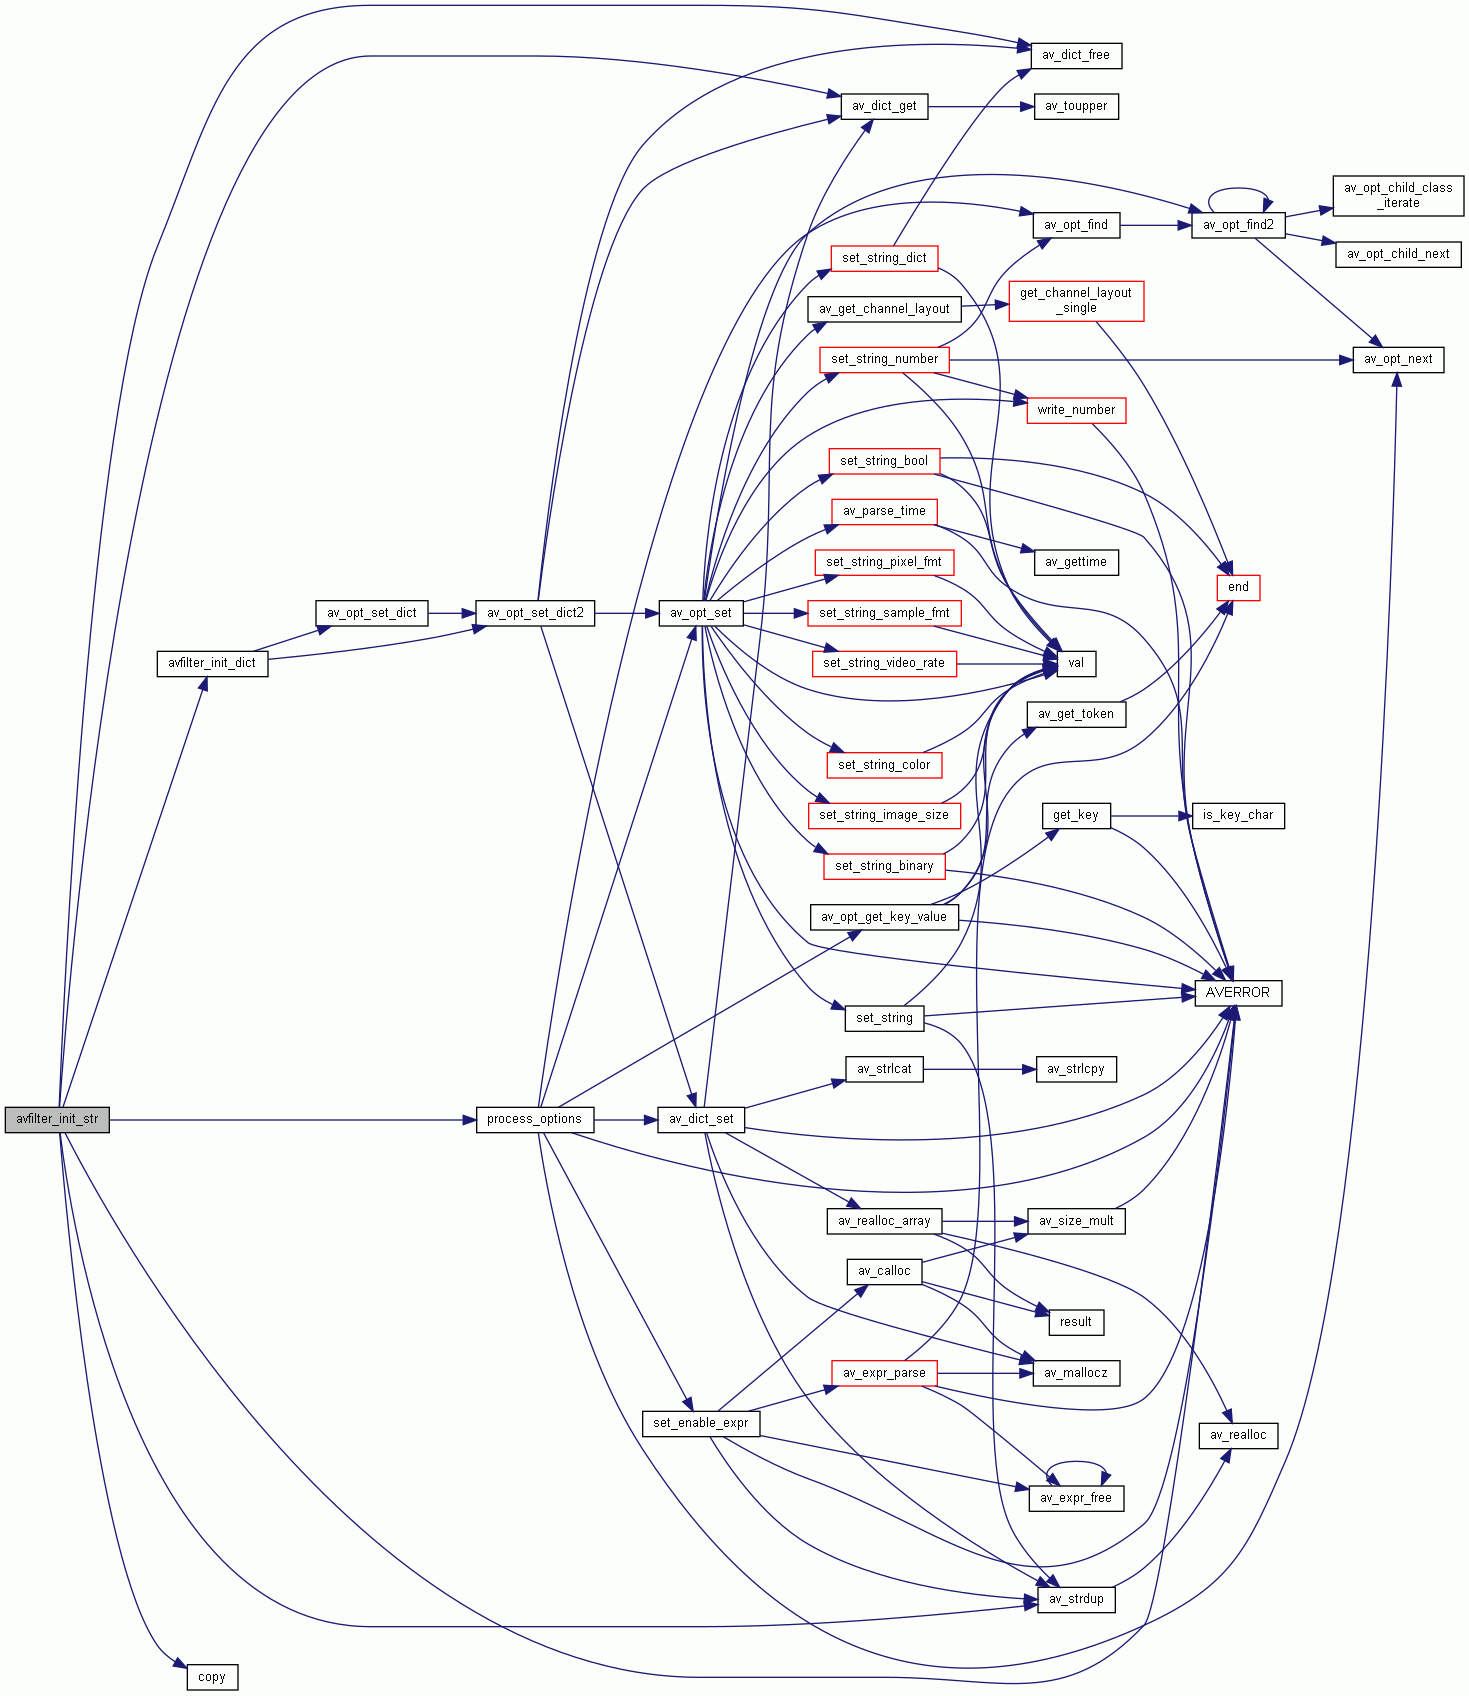 av_dict_free
av_dict_get
av_toupper
av_opt_child_class
_iterate
av_opt_find
av_opt_find2
av_opt_child_next
set_string_dict
get_channel_layout
_single
av_get_channel_layout
set_string_number
av_opt_next
write_number
set_string_bool
av_parse_time
set_string_pixel_fmt
av_gettime
end
av_opt_set_dict
av_opt_set_dict2
av_opt_set
set_string_sample_fmt
avfilter_init_dict
set_string_video_rate
val
av_get_token
set_string_color
set_string_image_size
get_key
is_key_char
set_string_binary
av_opt_get_key_value
AVERROR
set_string
av_strlcat
av_strlcpy
avfilter_init_str
process_options
av_dict_set
av_realloc_array
av_size_mult
av_calloc
result
av_expr_parse
av_mallocz
set_enable_expr
av_realloc
av_expr_free
av_strdup
copy